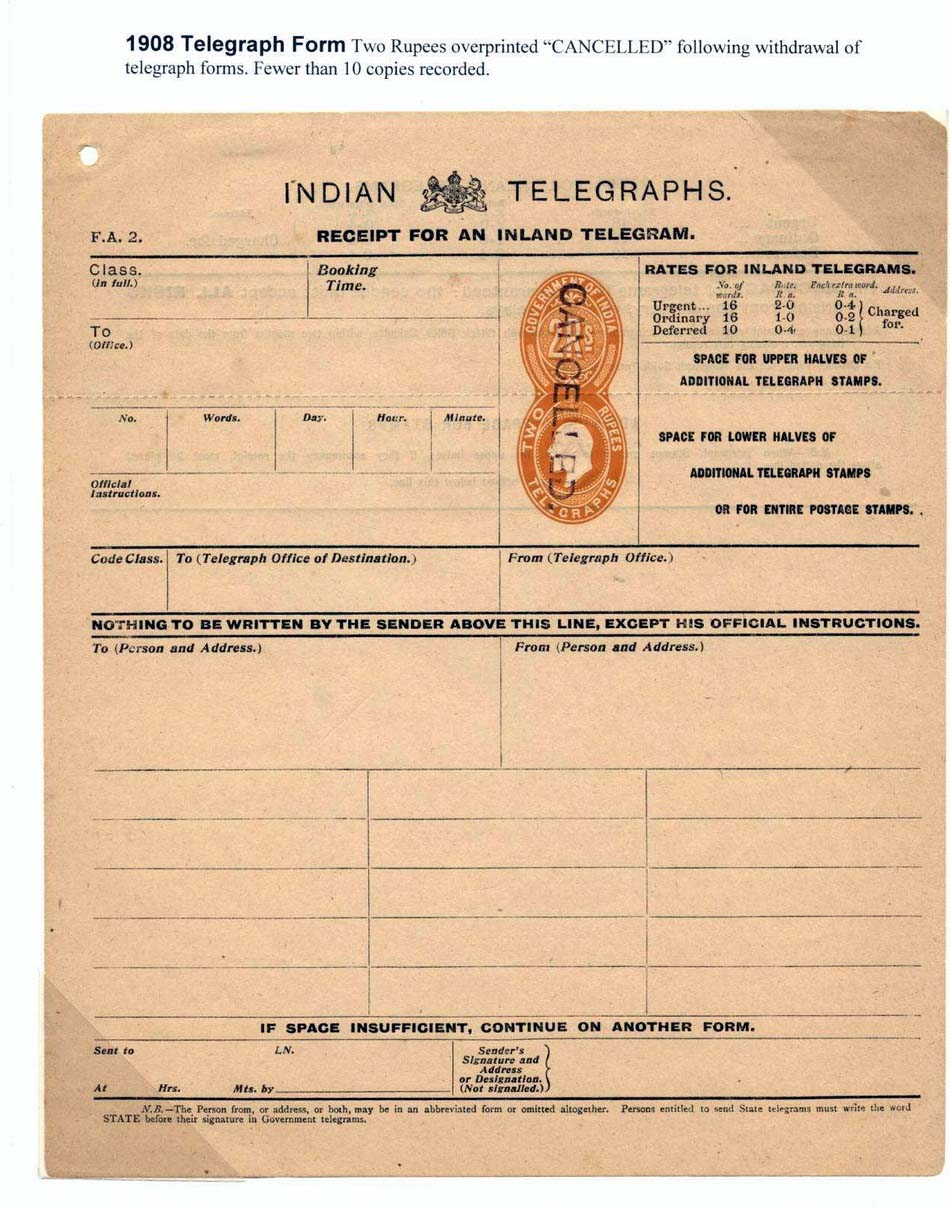 1908 Telegraph Form Two Rupees overprinted “CANCELLED” following withdrawal of
telegraph forms. Fewer than 10 copies recorded.
INDIAN TELEGRAPHS.
F.A. 2.
RECEIPT FOR AN INLAND TELEGRAM.
Class.
(In full.)
Booking
Time.
To
(Office.)
No. Words. Day. Hour. Minute.
Official
Instructions.
GOVERNMENT OF INDIA
TWO RUPEES
TELEGRAPHS
CANCELLED.
RATES FOR INLAND TELEGRAMS.
No. of words. Rate. Each extra word. Address.
R. a. R. a.
Urgent... 16 2-0 0-4
Ordinary 16 1-0 0-2
Deferred 10 0-4 0-1
Charged
for.
SPACE FOR UPPER HALVES OF
ADDITIONAL TELEGRAPH STAMPS.
SPACE FOR LOWER HALVES OF
ADDITIONAL TELEGRAPH STAMPS
OR FOR ENTIRE POSTAGE STAMPS.
Code Class. To (Telegraph Office of Destination.) From (Telegraph Office.)
NOTHING TO BE WRITTEN BY THE SENDER ABOVE THIS LINE, EXCEPT HIS OFFICIAL INSTRUCTIONS.
To (Person and Address.) From (Person and Address.)
IF SPACE INSUFFICIENT, CONTINUE ON ANOTHER FORM.
Sent to LN.
At Hrs. Mts. by
Sender's
Signature and
Address
or Designation.
(Not signalled.)
N.B.—The Person from, or address, or both, may be in an abbreviated form or omitted altogether. Persons entitled to send State telegrams must write the word
STATE before their signature in Government telegrams.